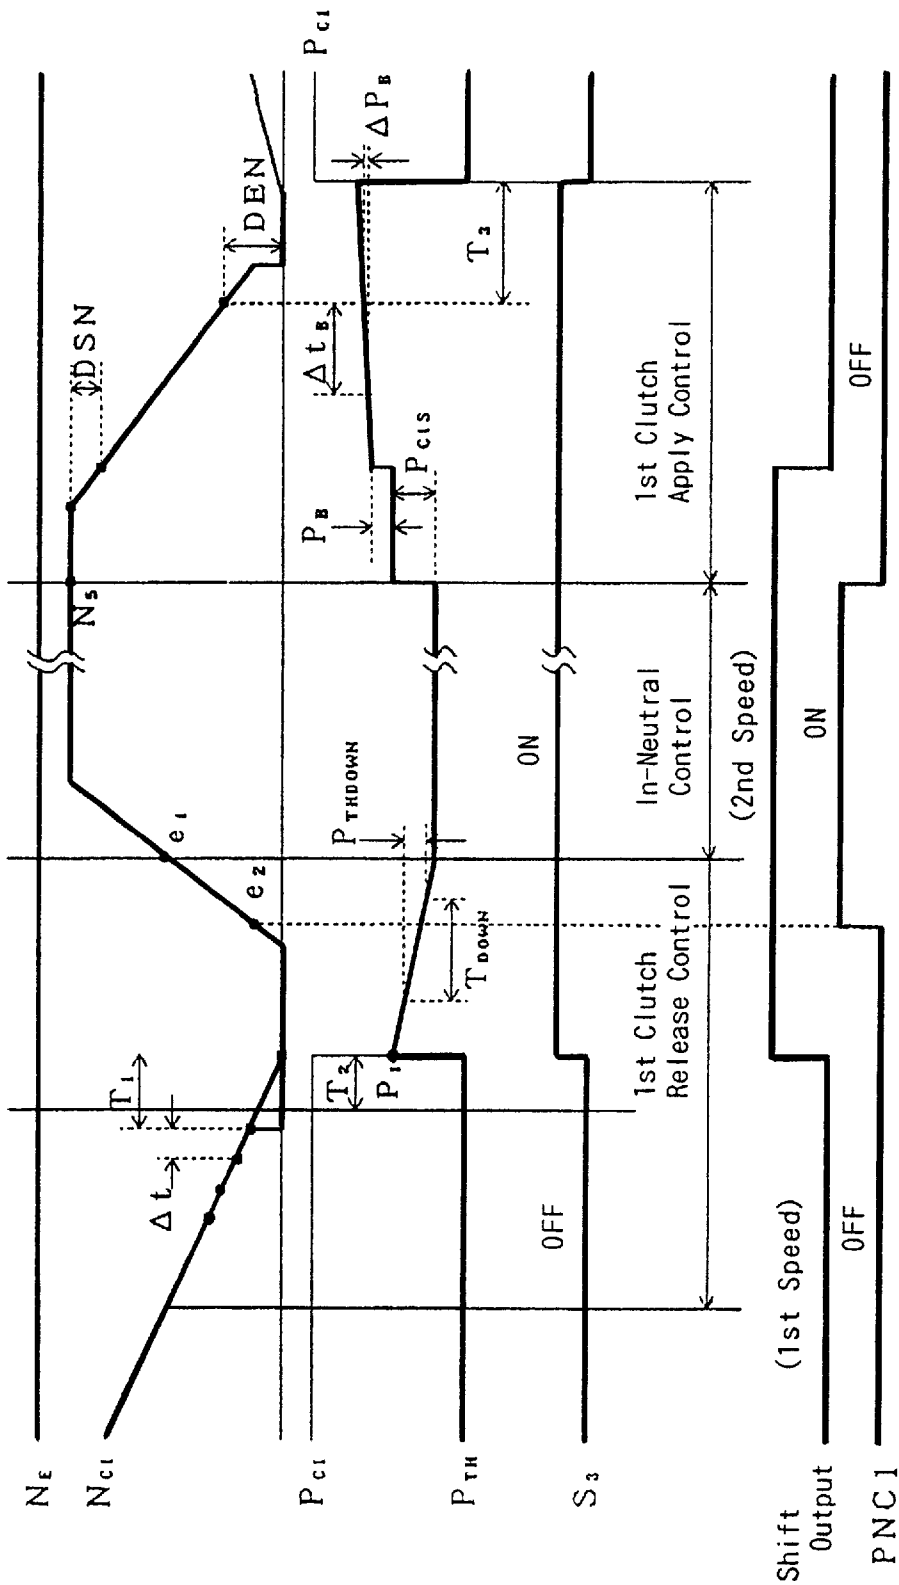 N_E
N_C1
P_C1
P_TH
S_3
Shift
Output
PNC1
Δt
T_1
e_2
e_1
N_S
DSN
DEN
T_2
P_1
T_DOWN
P_THDOWN
P_B
P_C1S
Δt_B
ΔP_B
P_C1
T_3
OFF
ON
1st Clutch
Release Control
In-Neutral
Control
1st Clutch
Apply Control
(1st Speed)
(2nd Speed)
OFF
ON
OFF